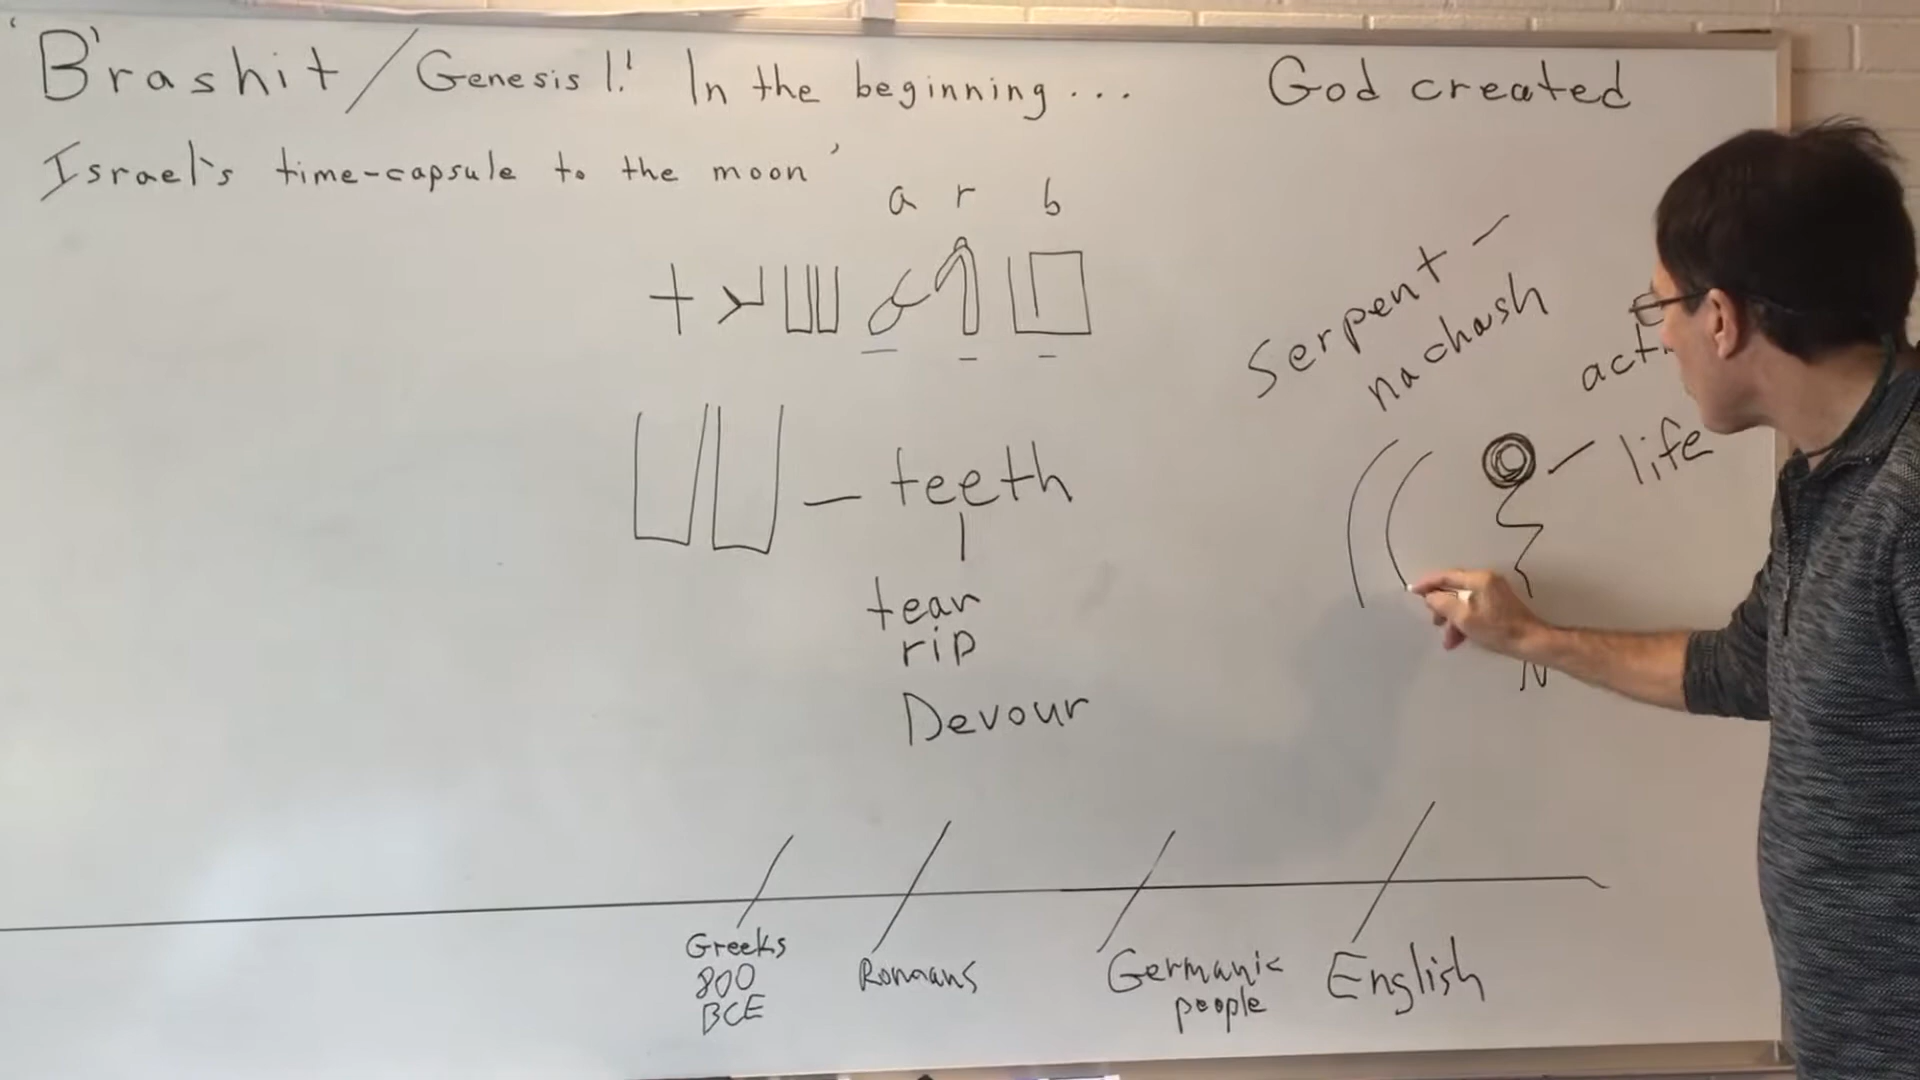 'B'rashit / Genesis 1:1 In the beginning... God created
Israel's time-capsule to the moon'
a r b
Serpent –
nachash
life
– teeth
tear
rip
Devour
Greeks
800
BCE
Romans
Germanic
people
English